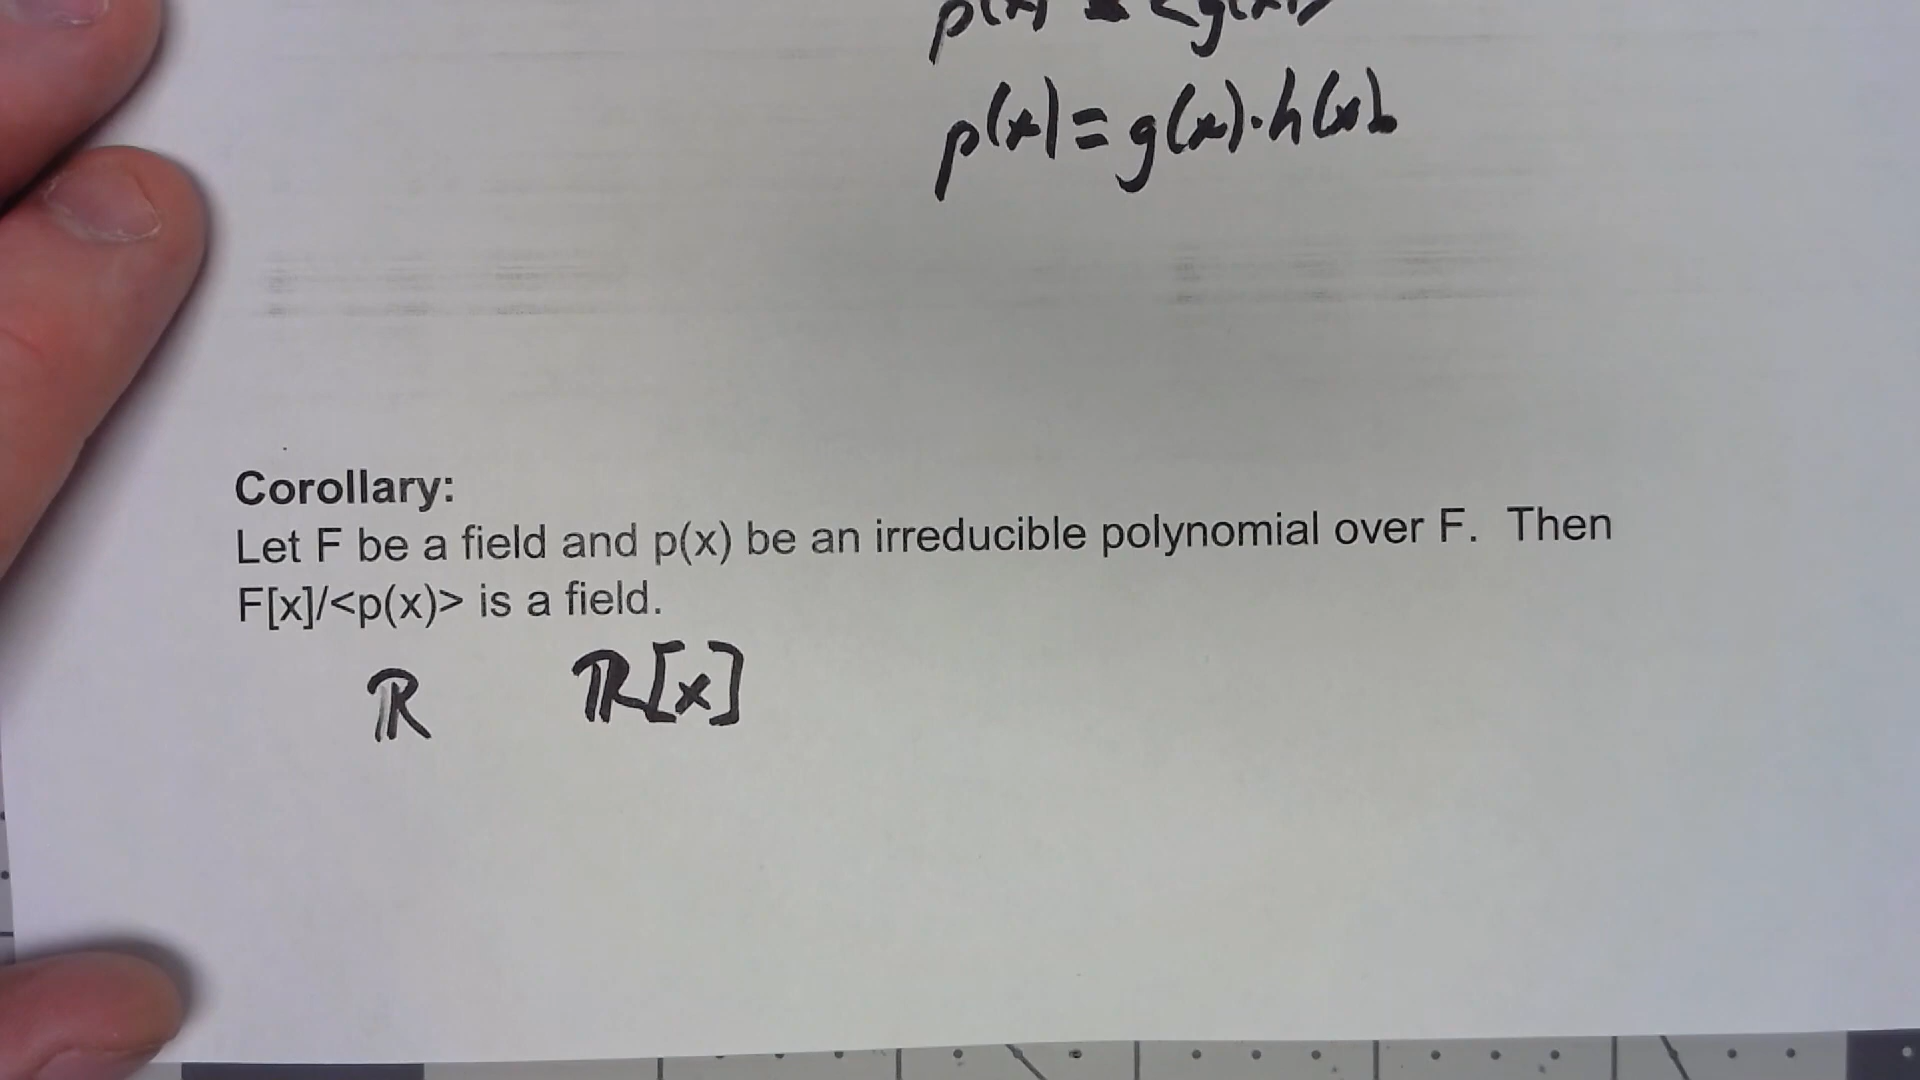 p(x) = g(x)·h(x).
Corollary:
Let F be a field and p(x) be an irreducible polynomial over F. Then
F[x]/<p(x)> is a field.
ℝ ℝ[x]